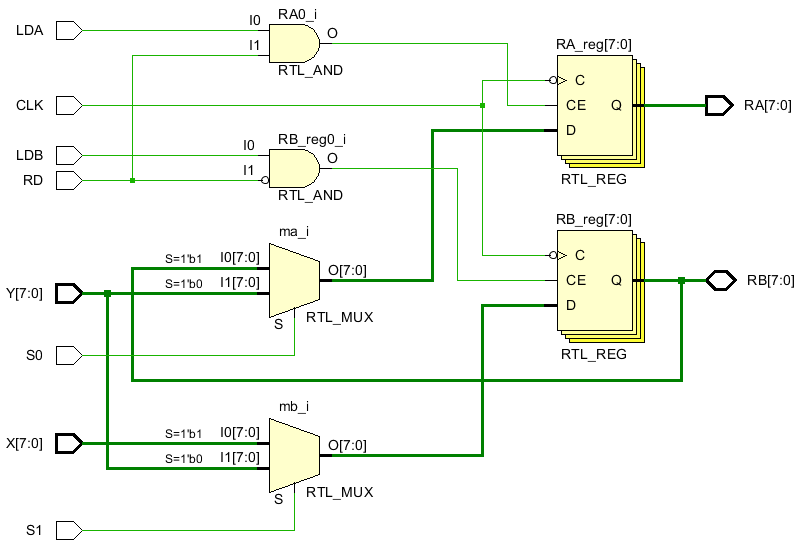 RA0_i
LDA
I0
O
I1
RTL_AND
RA_reg[7:0]
C
CLK
CE
Q
RA[7:0]
D
RB_reg0_i
LDB
I0
O
RD
I1
RTL_AND
RTL_REG
RB_reg[7:0]
ma_i
S=1'b1
I0[7:0]
C
O[7:0]
CE
Q
RB[7:0]
Y[7:0]
S=1'b0
I1[7:0]
D
S
RTL_MUX
S0
RTL_REG
mb_i
X[7:0]
S=1'b1
I0[7:0]
O[7:0]
S=1'b0
I1[7:0]
S
RTL_MUX
S1